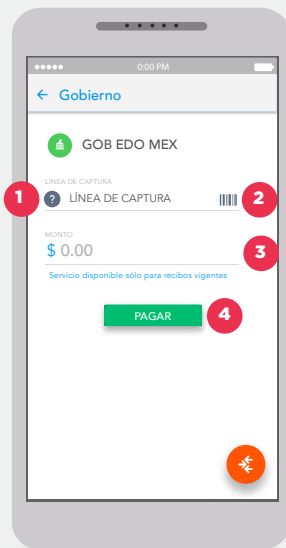 0:00 PM
Gobierno
GOB EDO MEX
LÍNEA DE CAPTURA
1 ? LÍNEA DE CAPTURA 2
MONTO
$ 0.00 3
Servicio disponible sólo para recibos vigentes
PAGAR 4